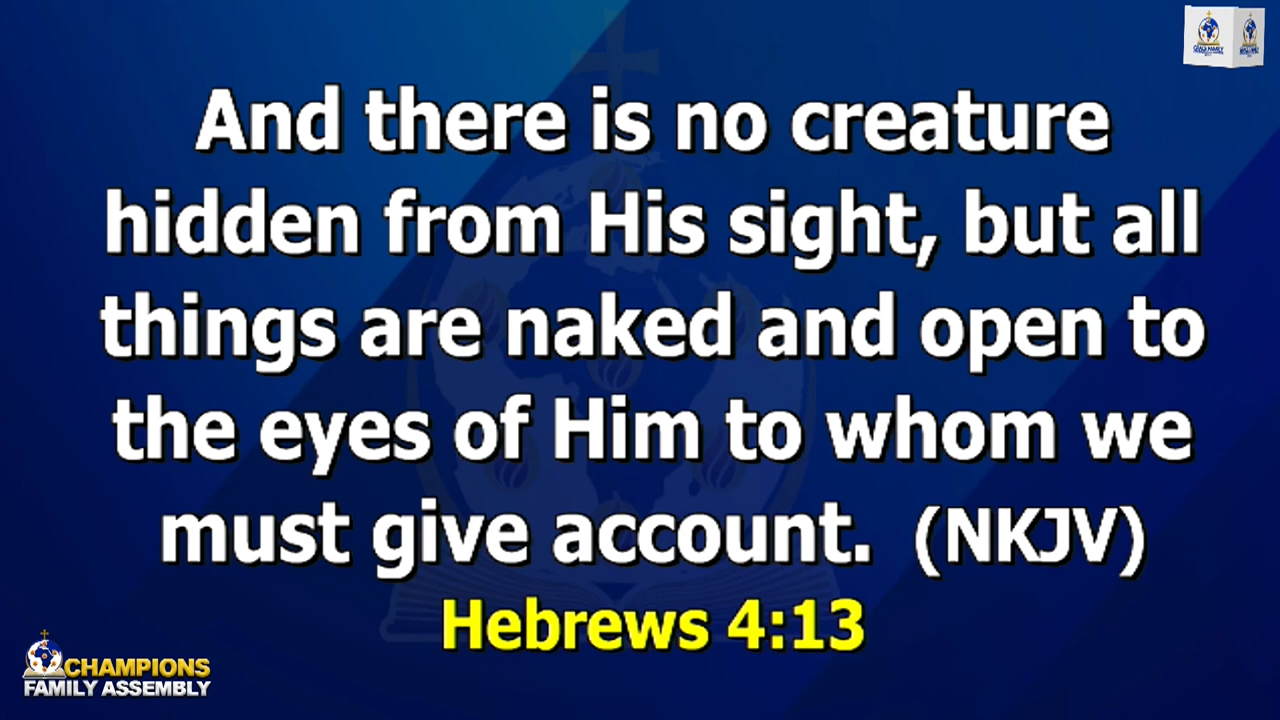 And there is no creature
hidden from His sight, but all
things are naked and open to
the eyes of Him to whom we
must give account. (NKJV)
Hebrews 4:13
CHAMPIONS
FAMILY ASSEMBLY